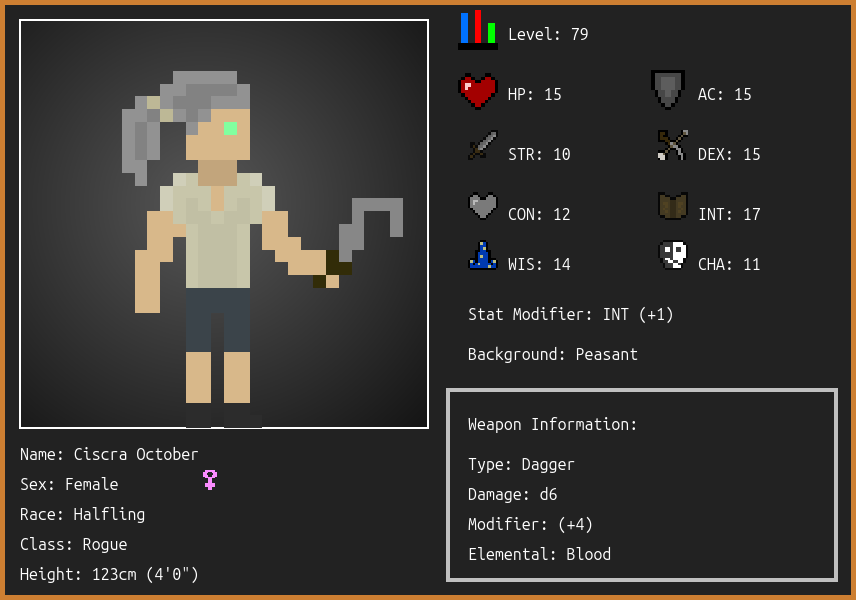 Level: 79
HP: 15
AC: 15
STR: 10
DEX: 15
CON: 12
INT: 17
WIS: 14
CHA: 11
Stat Modifier: INT (+1)
Background: Peasant
Weapon Information:
Type: Dagger
Damage: d6
Modifier: (+4)
Elemental: Blood
Name: Ciscra October
Sex: Female
Race: Halfling
Class: Rogue
Height: 123cm (4'0")